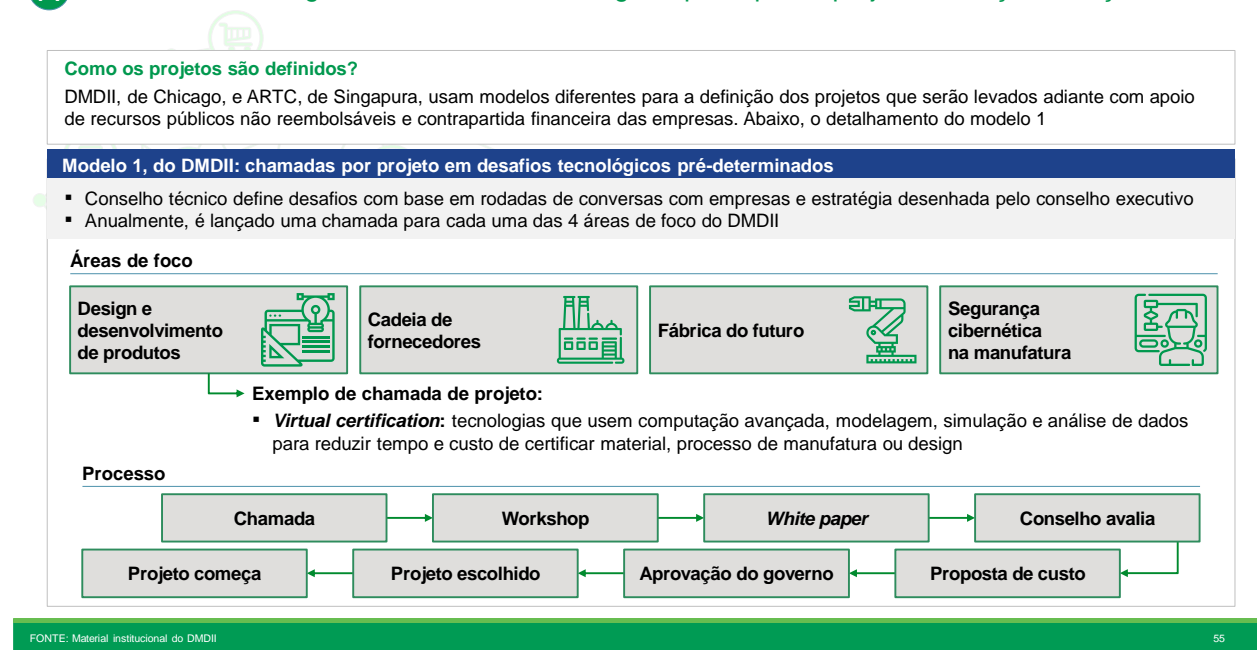 Como os projetos são definidos?
DMDII, de Chicago, e ARTC, de Singapura, usam modelos diferentes para a definição dos projetos que serão levados adiante com apoio
de recursos públicos não reembolsáveis e contrapartida financeira das empresas. Abaixo, o detalhamento do modelo 1
Modelo 1, do DMDII: chamadas por projeto em desafios tecnológicos pré-determinados
▪ Conselho técnico define desafios com base em rodadas de conversas com empresas e estratégia desenhada pelo conselho executivo
▪ Anualmente, é lançado uma chamada para cada uma das 4 áreas de foco do DMDII
Áreas de foco
Design e
desenvolvimento
de produtos
Cadeia de
fornecedores
Fábrica do futuro
Segurança
cibernética
na manufatura
Exemplo de chamada de projeto:
▪ Virtual certification: tecnologias que usem computação avançada, modelagem, simulação e análise de dados
para reduzir tempo e custo de certificar material, processo de manufatura ou design
Processo
Chamada
Workshop
White paper
Conselho avalia
Projeto começa
Projeto escolhido
Aprovação do governo
Proposta de custo
FONTE: Material institucional do DMDII
55